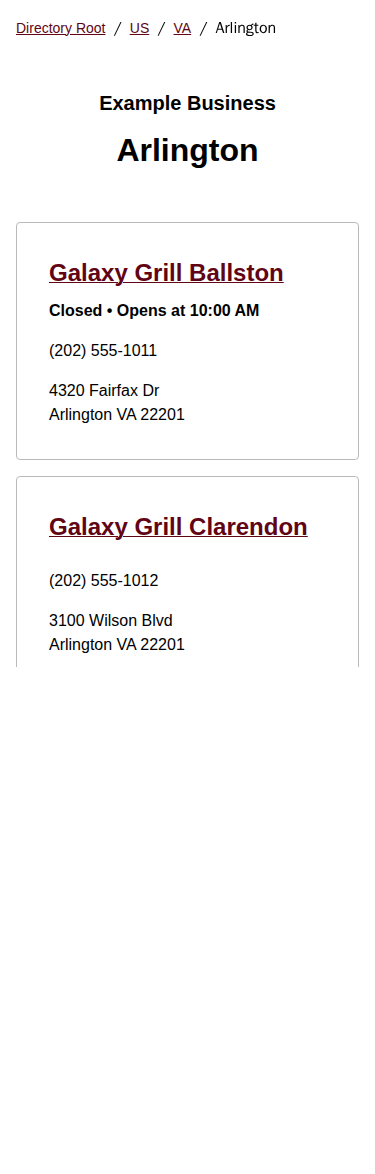 Directory Root / US / VA / Arlington
Example Business
Arlington
Galaxy Grill Ballston
Closed • Opens at 10:00 AM
(202) 555-1011
4320 Fairfax Dr
Arlington VA 22201
Galaxy Grill Clarendon
(202) 555-1012
3100 Wilson Blvd
Arlington VA 22201